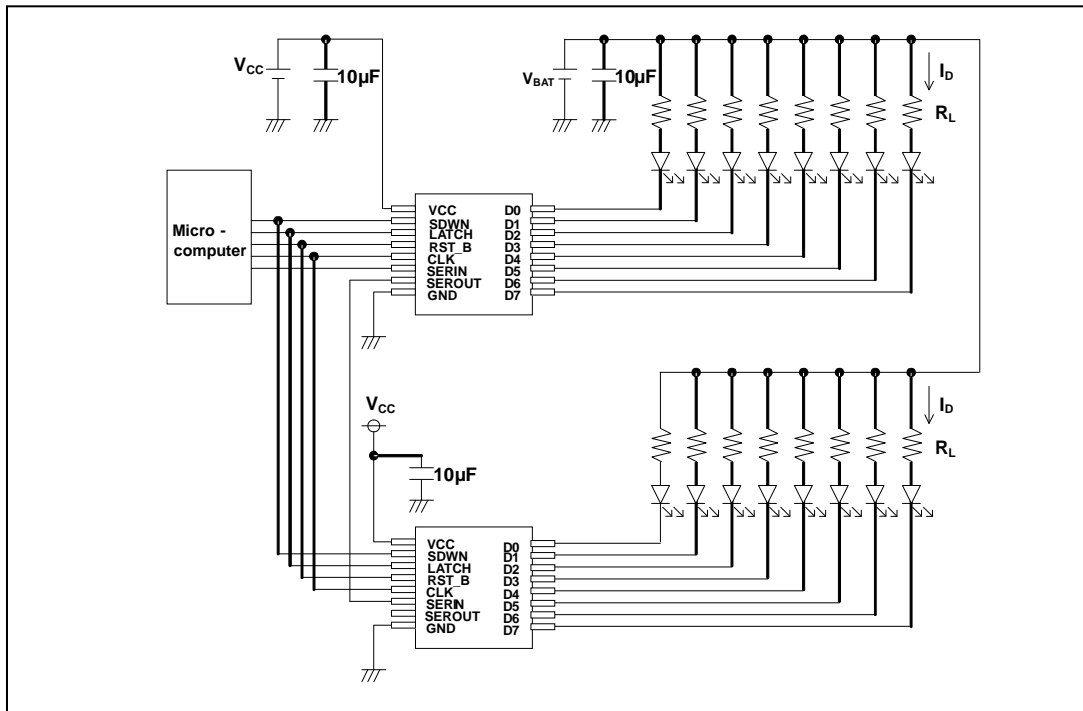 VCC
10µF
VBAT
10µF
ID
RL
Micro -
computer
VCC
SDWN
LATCH
RST_B
CLK
SERIN
SEROUT
GND
D0
D1
D2
D3
D4
D5
D6
D7
ID
RL
VCC
10µF
VCC
SDWN
LATCH
RST_B
CLK
SERIN
SEROUT
GND
D0
D1
D2
D3
D4
D5
D6
D7